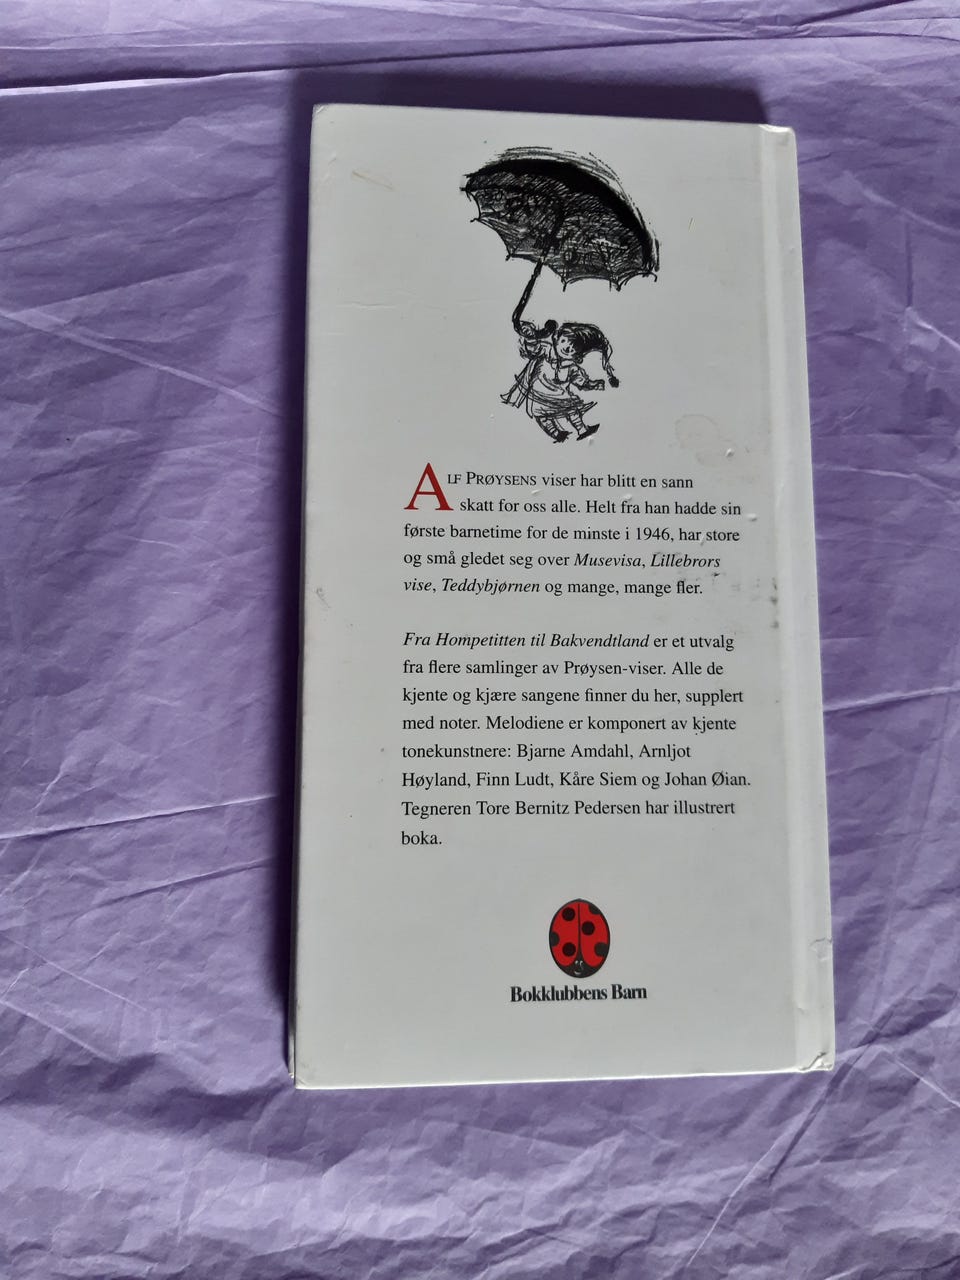 ALF PRØYSENS viser har blitt en sann
skatt for oss alle. Helt fra han hadde sin
første barnetime for de minste i 1946, har store
og små gledet seg over Musevisa, Lillebrors
vise, Teddybjørnen og mange, mange fler.
Fra Hompetitten til Bakvendtland er et utvalg
fra flere samlinger av Prøysen-viser. Alle de
kjente og kjære sangene finner du her, supplert
med noter. Melodiene er komponert av kjente
tonekunstnere: Bjarne Amdahl, Arnljot
Høyland, Finn Ludt, Kåre Siem og Johan Øian.
Tegneren Tore Bernitz Pedersen har illustrert
boka.
Bokklubbens Barn